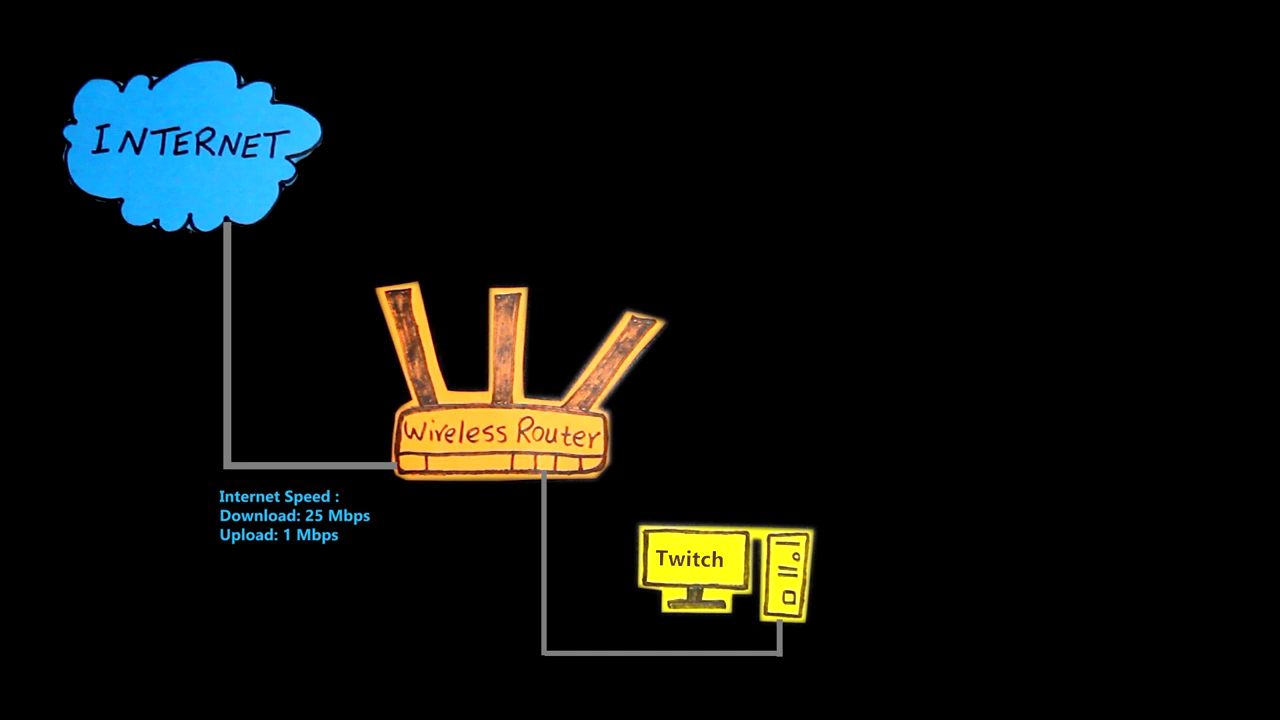 INTERNET
Wireless Router
Internet Speed :
Download: 25 Mbps
Upload: 1 Mbps
Twitch